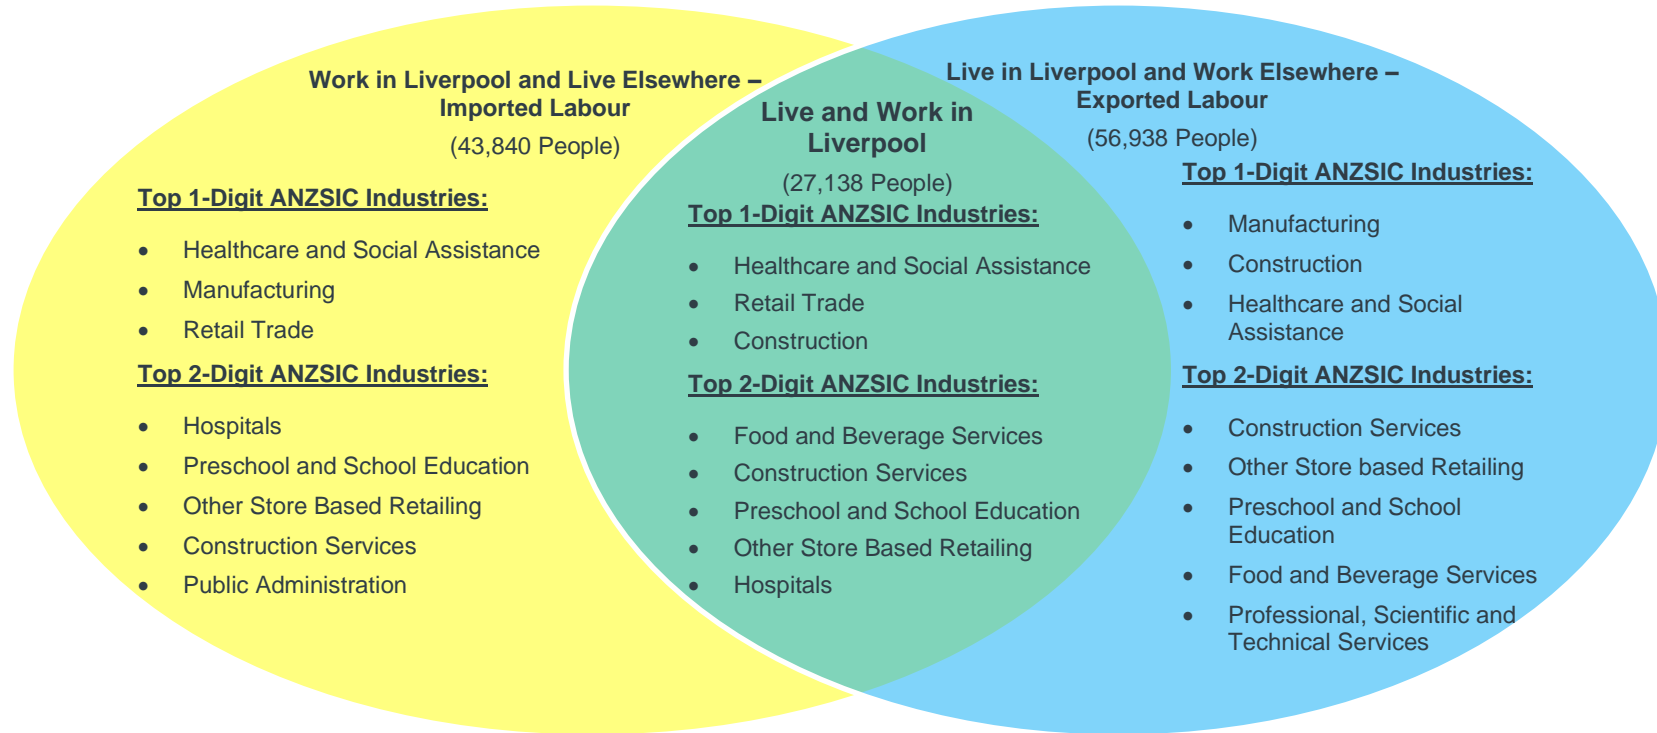 Work in Liverpool and Live Elsewhere –
Imported Labour
(43,840 People)
Top 1-Digit ANZSIC Industries:
• Healthcare and Social Assistance
• Manufacturing
• Retail Trade
Top 2-Digit ANZSIC Industries:
• Hospitals
• Preschool and School Education
• Other Store Based Retailing
• Construction Services
• Public Administration
Live and Work in
Liverpool
(27,138 People)
Top 1-Digit ANZSIC Industries:
• Healthcare and Social Assistance
• Retail Trade
• Construction
Top 2-Digit ANZSIC Industries:
• Food and Beverage Services
• Construction Services
• Preschool and School Education
• Other Store Based Retailing
• Hospitals
Live in Liverpool and Work Elsewhere –
Exported Labour
(56,938 People)
Top 1-Digit ANZSIC Industries:
• Manufacturing
• Construction
• Healthcare and Social
Assistance
Top 2-Digit ANZSIC Industries:
• Construction Services
• Other Store based Retailing
• Preschool and School
Education
• Food and Beverage Services
• Professional, Scientific and
Technical Services